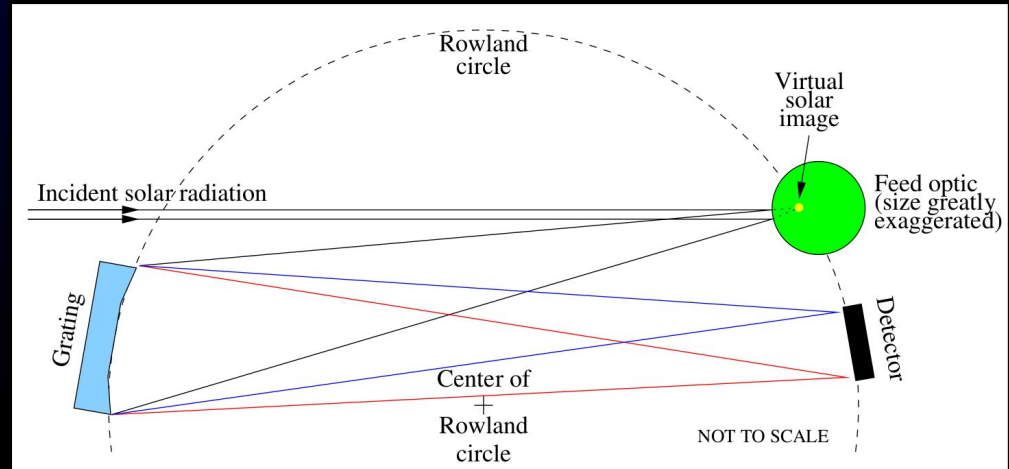 Rowland
circle
Virtual
solar
image
Incident solar radiation
Feed optic
(size greatly
exaggerated)
Grating
Detector
Center of
Rowland
circle
NOT TO SCALE